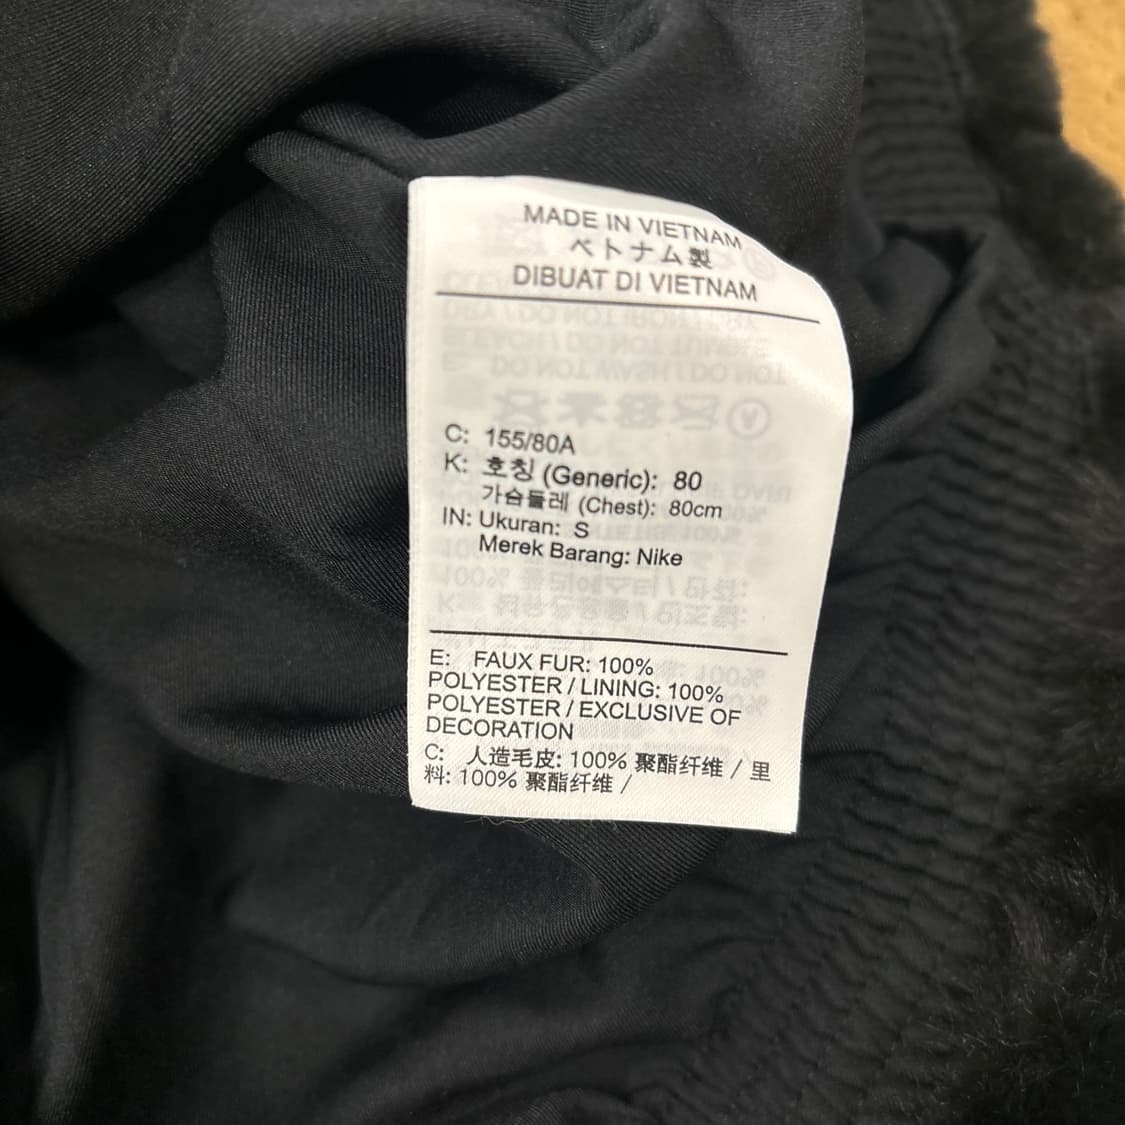 MADE IN VIETNAM
ベトナム製
DIBUAT DI VIETNAM
C: 155/80A
K: 호칭 (Generic): 80
가슴둘레 (Chest): 80cm
IN: Ukuran: S
Merek Barang: Nike
E: FAUX FUR: 100%
POLYESTER / LINING: 100%
POLYESTER / EXCLUSIVE OF
DECORATION
C: 人造毛皮: 100% 聚酯纤维 / 里
料: 100% 聚酯纤维 /